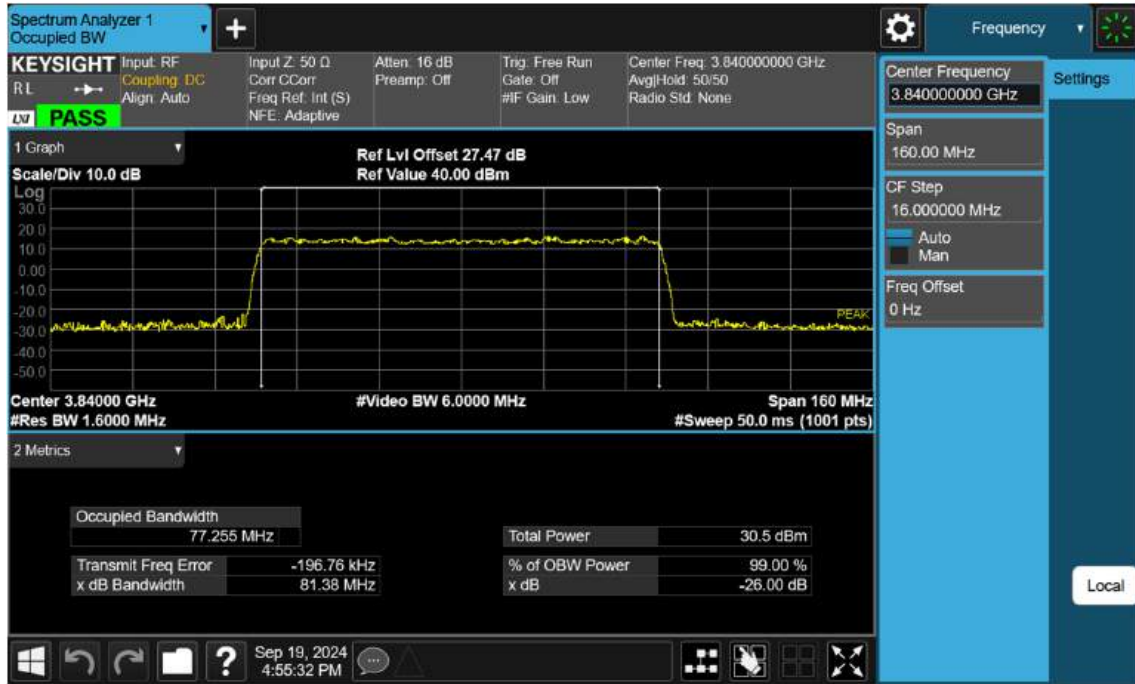 Spectrum Analyzer 1
Occupied BW
+
Frequency
KEYSIGHT
RL
LXI PASS
Input: RF
Coupling: DC
Align: Auto
Input Z: 50 Ω
Corr CCorr
Freq Ref: Int (S)
NFE: Adaptive
Atten: 16 dB
Preamp: Off
Trig: Free Run
Gate: Off
#IF Gain: Low
Center Freq: 3.840000000 GHz
Avg|Hold: 50/50
Radio Std: None
1 Graph
Scale/Div 10.0 dB
Ref Lvl Offset 27.47 dB
Ref Value 40.00 dBm
Log
30.0
20.0
10.0
0.00
-10.0
-20.0
-30.0
-40.0
-50.0
PEAK
Center 3.84000 GHz
#Video BW 6.0000 MHz
Span 160 MHz
#Res BW 1.6000 MHz
#Sweep 50.0 ms (1001 pts)
2 Metrics
Occupied Bandwidth
77.255 MHz
Total Power 30.5 dBm
Transmit Freq Error -196.76 kHz
% of OBW Power 99.00 %
x dB Bandwidth 81.38 MHz
x dB -26.00 dB
Center Frequency
3.840000000 GHz
Settings
Span
160.00 MHz
CF Step
16.000000 MHz
Auto
Man
Freq Offset
0 Hz
Local
?
Sep 19, 2024
4:55:32 PM